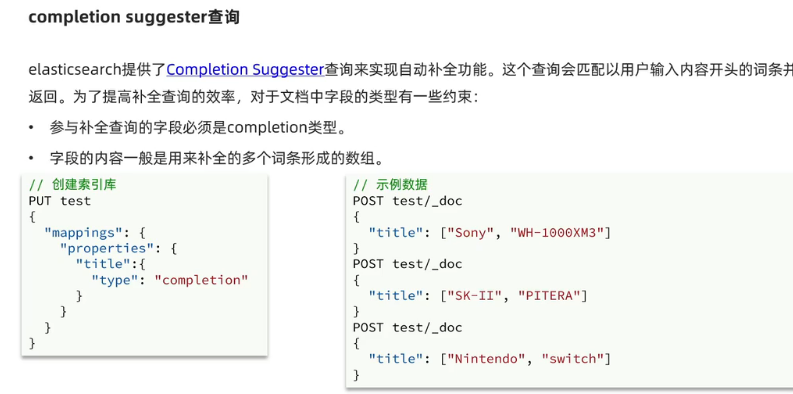 completion suggester查询
elasticsearch提供了Completion Suggester查询来实现自动补全功能。这个查询会匹配以用户输入内容开头的词条并
返回。为了提高补全查询的效率，对于文档中字段的类型有一些约束：
• 参与补全查询的字段必须是completion类型。
• 字段的内容一般是用来补全的多个词条形成的数组。
// 创建索引库
PUT test
{
  "mappings": {
    "properties": {
      "title":{
        "type": "completion"
      }
    }
  }
}
// 示例数据
POST test/_doc
{
  "title": ["Sony", "WH-1000XM3"]
}
POST test/_doc
{
  "title": ["SK-II", "PITERA"]
}
POST test/_doc
{
  "title": ["Nintendo", "switch"]
}